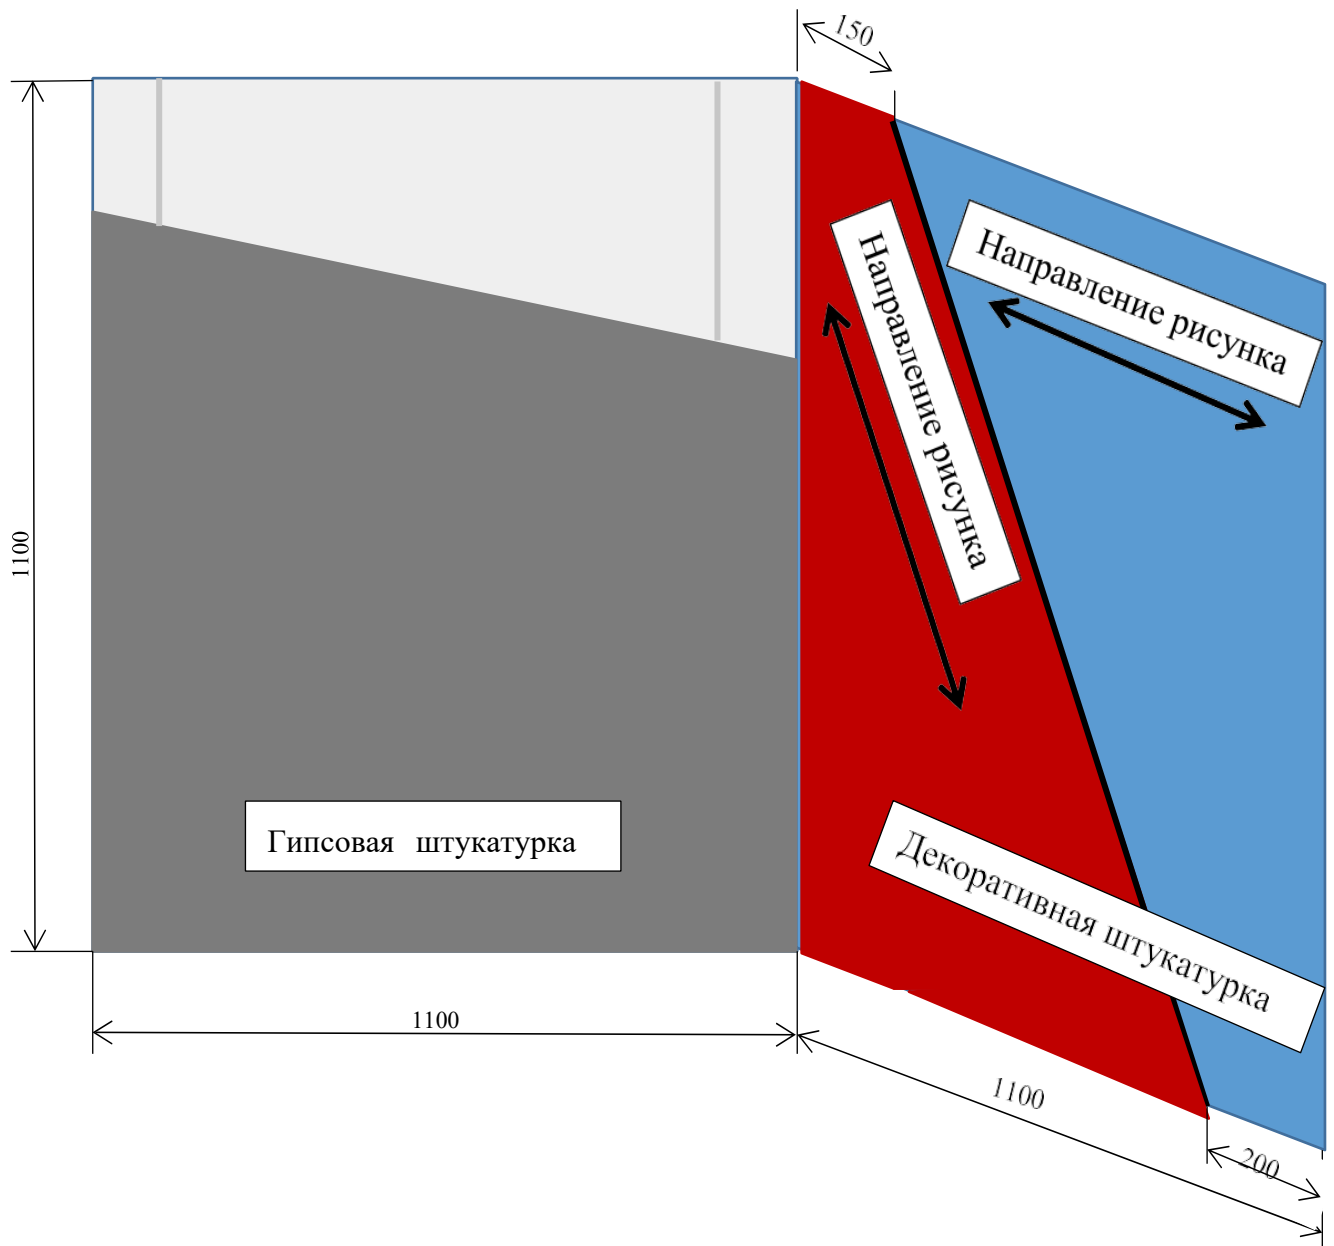 150
Направление рисунка
Направление рисунка
1100
Гипсовая штукатурка
Декоративная штукатурка
1100
1100
200